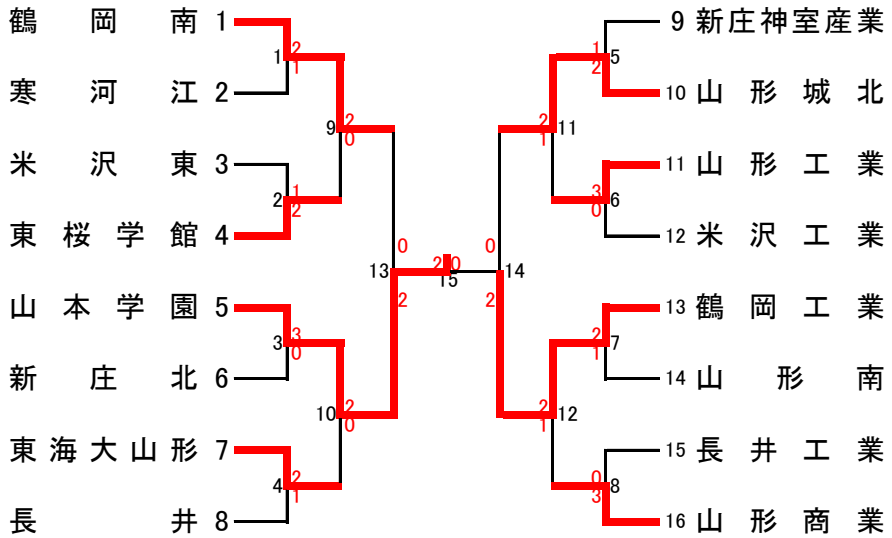 鶴岡南 1
寒河江 2
米沢東 3
東桜学館 4
山本学園 5
新庄北 6
東海大山形 7
長井 8
1
2
1
2
1
2
3
3
0
4
2
1
9
2
0
10
2
0
13
0
2
2
0
15
0
14
2
11
2
1
12
2
1
1
5
2
3
6
0
2
7
1
0
8
3
9 新庄神室産業
10 山形城北
11 山形工業
12 米沢工業
13 鶴岡工業
14 山形南
15 長井工業
16 山形商業